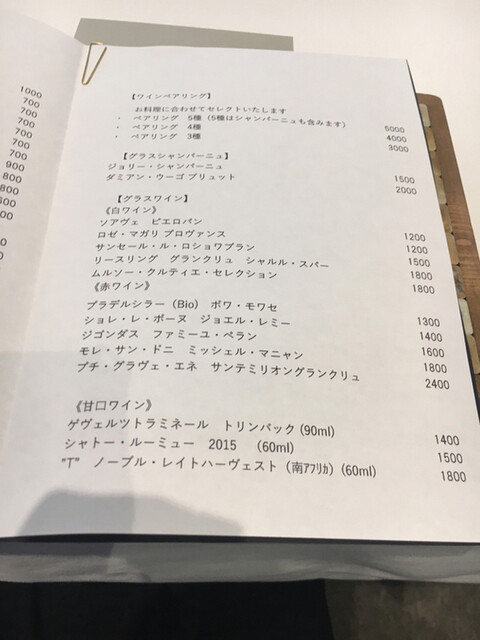 1000
700
700
700
700
700
900
800
800
600
00
【ワインペアリング】
お料理に合わせてセレクトいたします
・ ペアリング 5種（5種はシャンパーニュも含みます） 5000
・ ペアリング 4種 4000
・ ペアリング 3種 3000
【グラスシャンパーニュ】
ジョリー・シャンパーニュ 1500
ダミアン・ウーゴ ブリュット 2000
【グラスワイン】
《白ワイン》
ソアヴェ ピエロパン 1200
ロゼ・マガリ プロヴァンス 1200
サンセール・ル・ロショワブラン 1500
リースリング グランクリュ シャルル・スパー 1800
ムルソー・クルティエ・セレクション 1800
《赤ワイン》
プラデルシラー（Bio） ポワ・モワセ 1300
ショレ・レ・ボーヌ ジョエル・レミー 1400
ジゴンダス ファミーユ・ペラン 1600
モレ・サン・ドニ ミッシェル・マニャン 1800
プチ・グラヴェ・エネ サンテミリオングランクリュ 2400
《甘口ワイン》
ゲヴェルツトラミネール トリンバック (90ml) 1400
シャトー・ルーミュー 2015 （60ml） 1500
"T" ノーブル・レイトハーヴェスト（南ｱﾌﾘｶ）(60ml) 1800